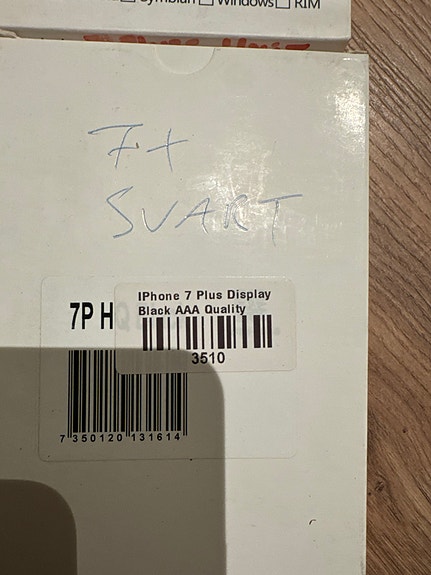 Symbian Windows RIM
7+
SVART
7P H
IPhone 7 Plus Display
Black AAA Quality
3510
7 350120 131614